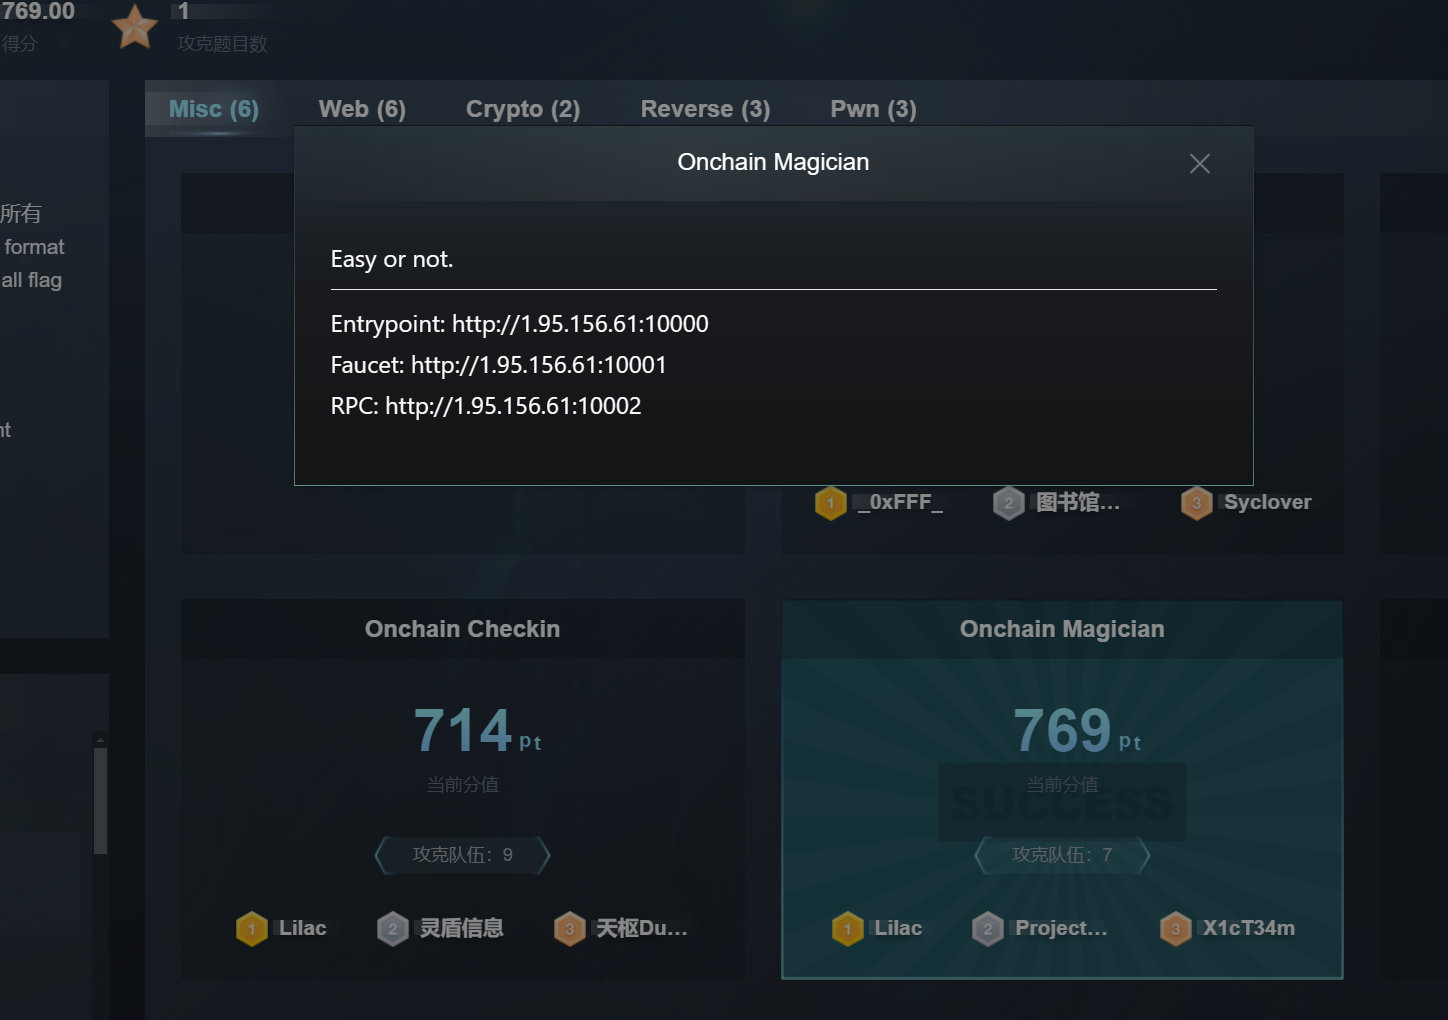 769.00
1
得分
攻克题目数
Misc (6)
Web (6)
Crypto (2)
Reverse (3)
Pwn (3)
Onchain Magician
所有
format
all flag
nt
Easy or not.
Entrypoint: http://1.95.156.61:10000
Faucet: http://1.95.156.61:10001
RPC: http://1.95.156.61:10002
1 _0xFFF_
2 图书馆...
3 Syclover
Onchain Checkin
714 pt
当前分值
攻克队伍：9
1 Lilac
2 灵盾信息
3 天枢Du...
Onchain Magician
769 pt
当前分值
SUCCESS
攻克队伍：7
1 Lilac
2 Project...
3 X1cT34m